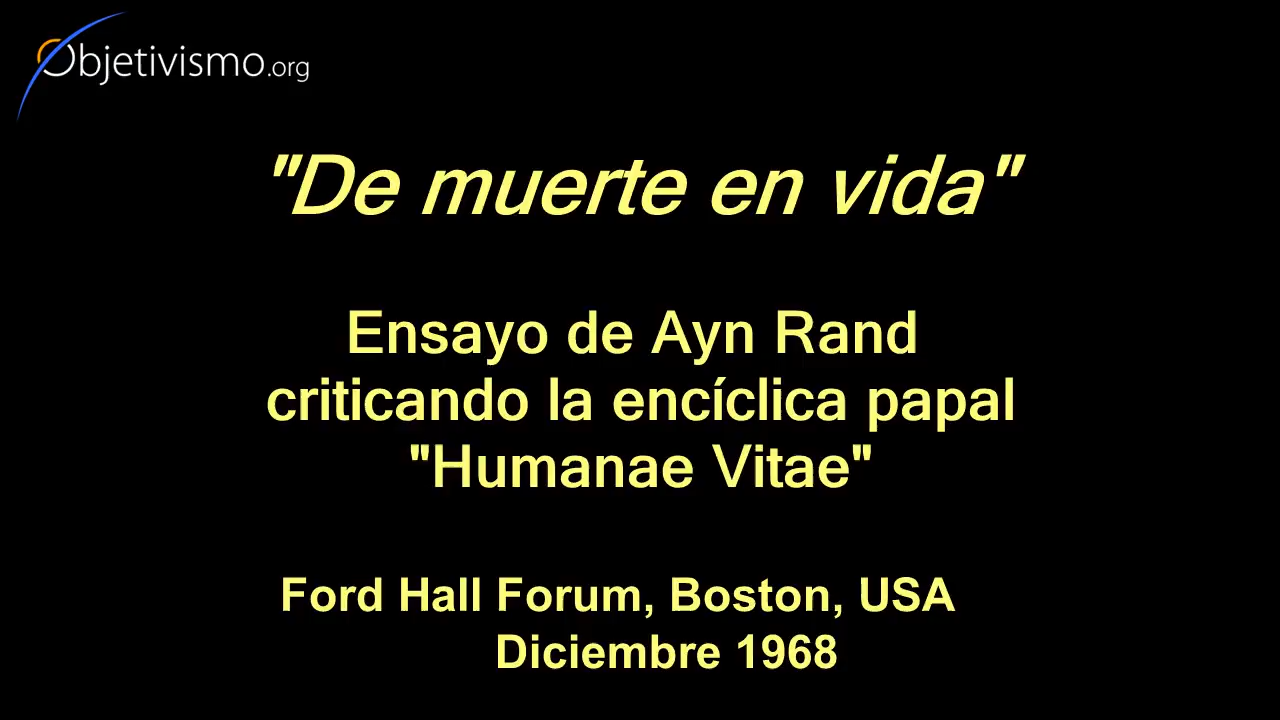 Objetivismo.org
"De muerte en vida"
Ensayo de Ayn Rand
criticando la encíclica papal
"Humanae Vitae"
Ford Hall Forum, Boston, USA
Diciembre 1968